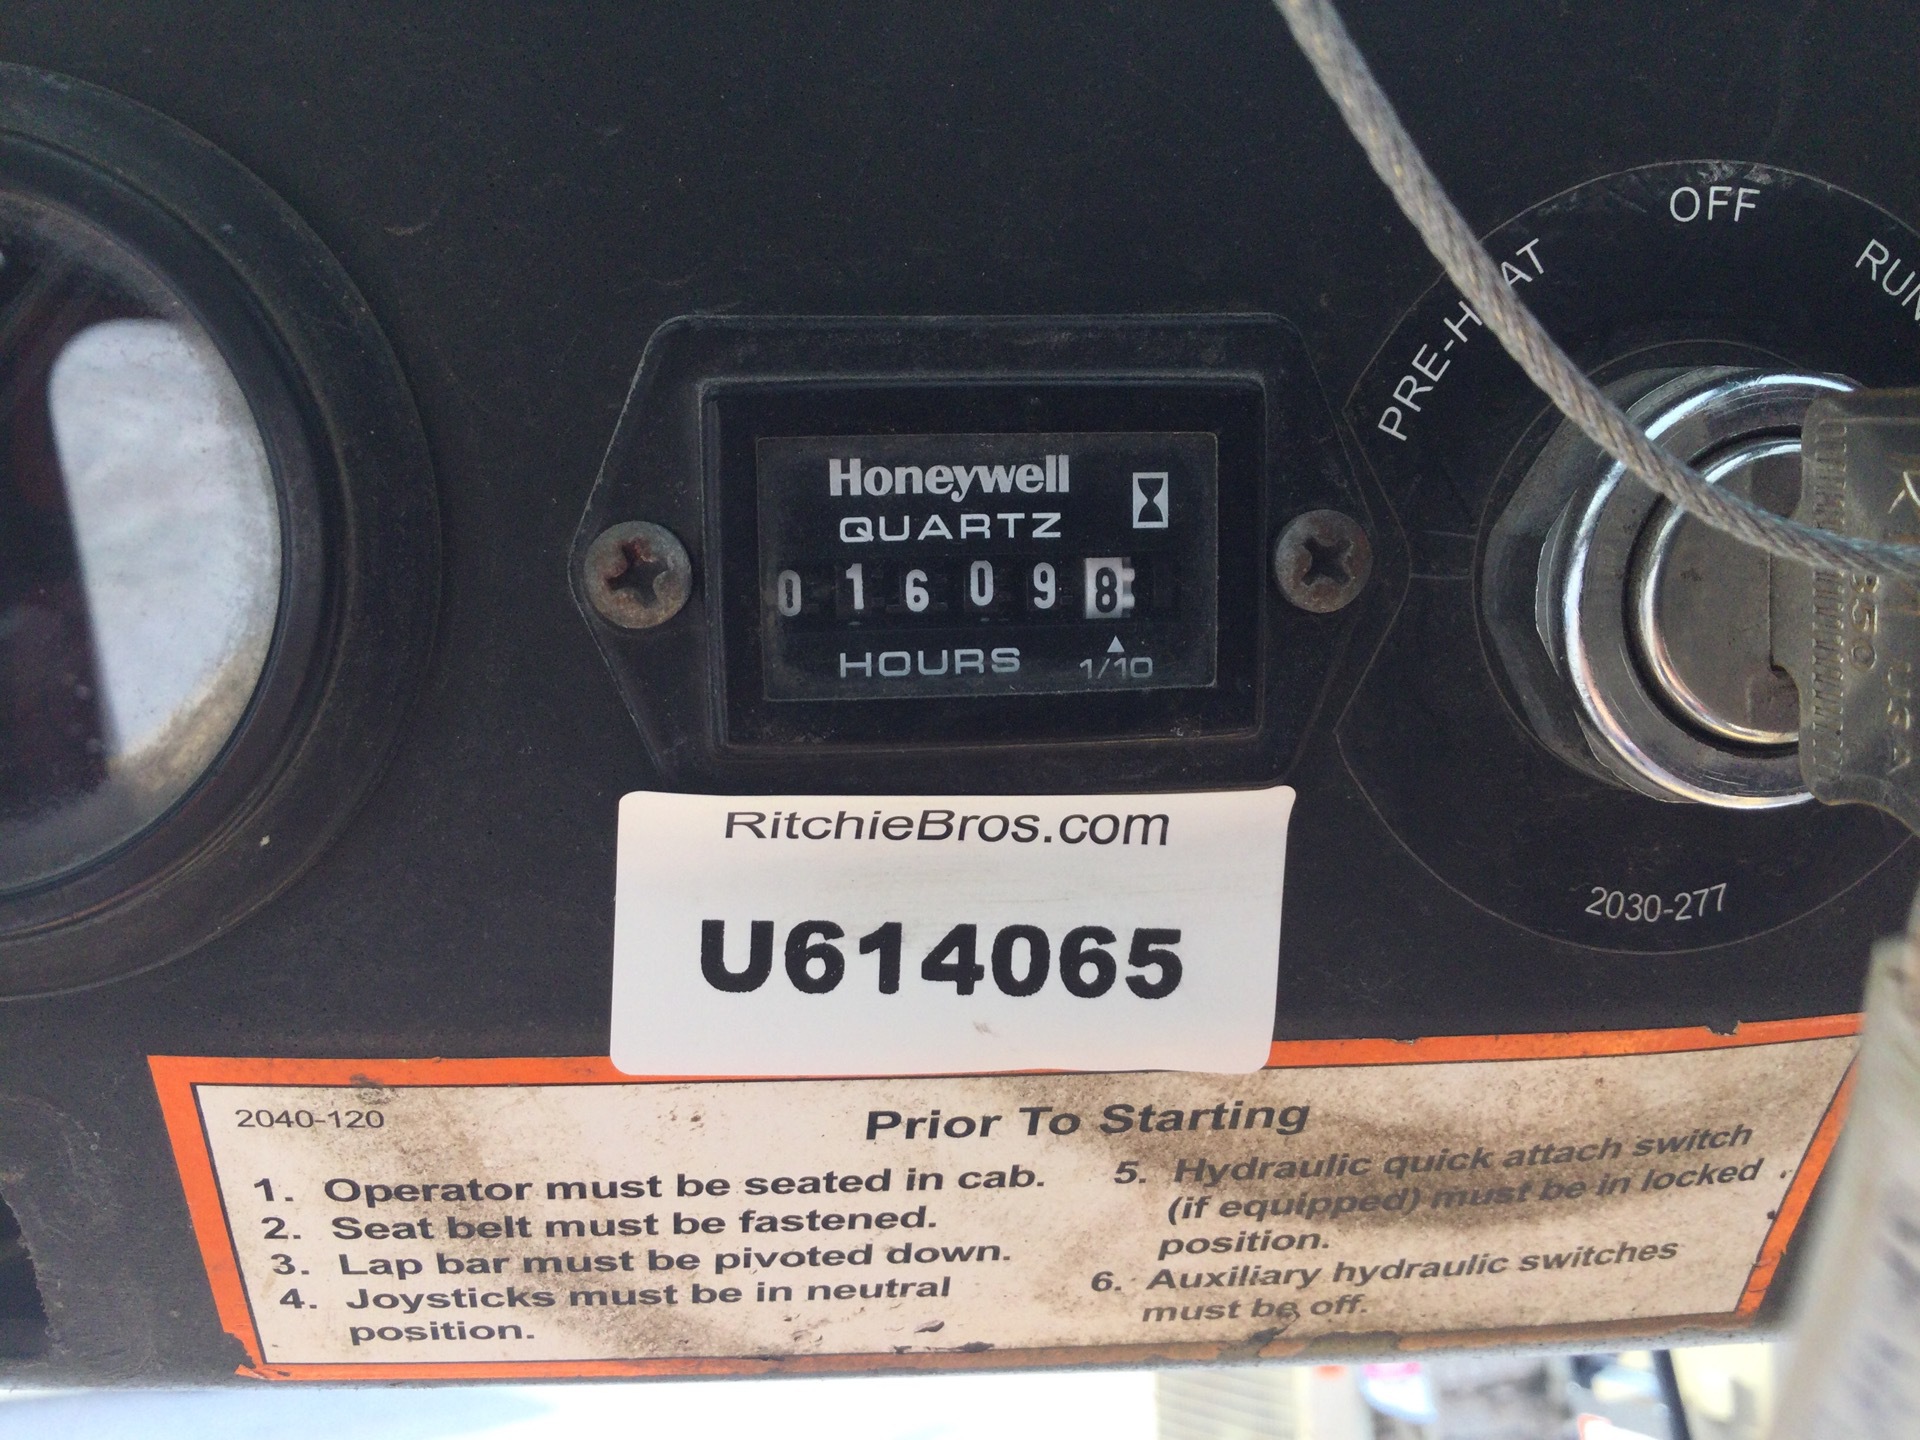 OFF
PRE-HEAT
RUN
Honeywell
QUARTZ
0 1 6 0 9 8
HOURS 1/10
850
RitchieBros.com
U614065
2030-277
2040-120
Prior To Starting
1. Operator must be seated in cab.
2. Seat belt must be fastened.
3. Lap bar must be pivoted down.
4. Joysticks must be in neutral
position.
5. Hydraulic quick attach switch
(if equipped) must be in locked
position.
6. Auxiliary hydraulic switches
must be off.